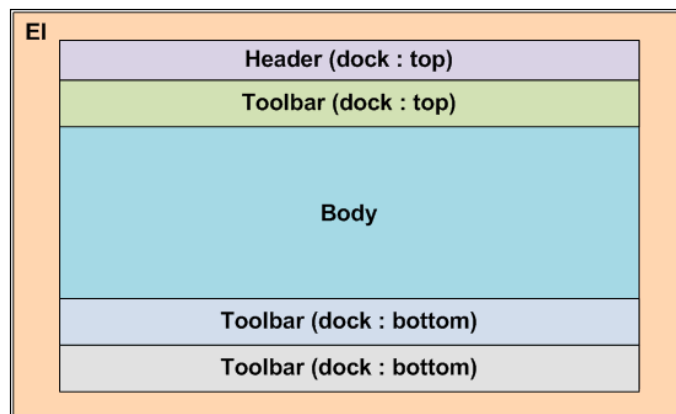 El
Header (dock : top)
Toolbar (dock : top)
Body
Toolbar (dock : bottom)
Toolbar (dock : bottom)